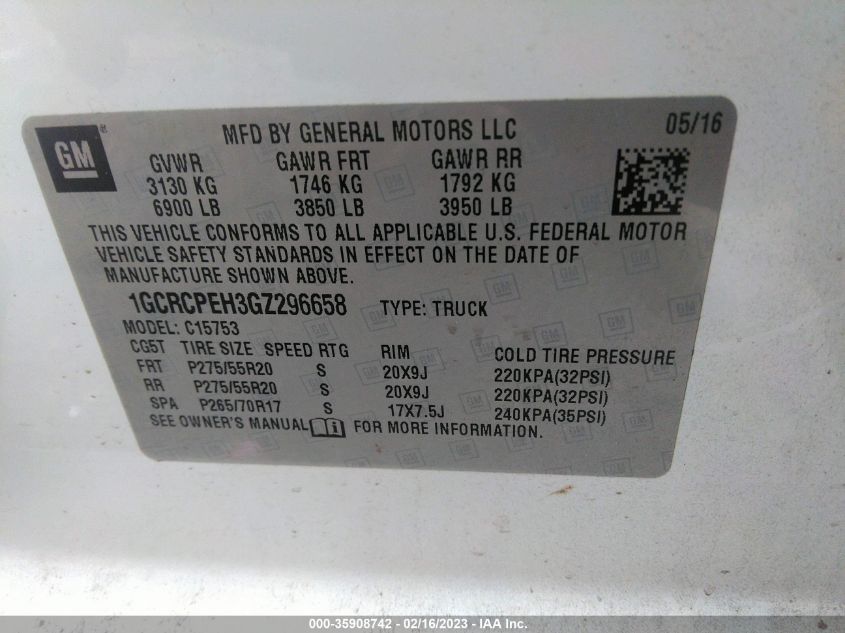 GM
®
MFD BY GENERAL MOTORS LLC 05/16
GVWR GAWR FRT GAWR RR
3130 KG 1746 KG 1792 KG
6900 LB 3850 LB 3950 LB
THIS VEHICLE CONFORMS TO ALL APPLICABLE U.S. FEDERAL MOTOR
VEHICLE SAFETY STANDARDS IN EFFECT ON THE DATE OF
MANUFACTURE SHOWN ABOVE.
1GCRCPEH3GZ296658 TYPE: TRUCK
MODEL: C15753
CG5T TIRE SIZE SPEED RTG RIM COLD TIRE PRESSURE
FRT P275/55R20 S 20X9J 220KPA(32PSI)
RR P275/55R20 S 20X9J 220KPA(32PSI)
SPA P265/70R17 S 17X7.5J 240KPA(35PSI)
SEE OWNER'S MANUAL i FOR MORE INFORMATION.
000-35908742 - 02/16/2023 - IAA Inc.